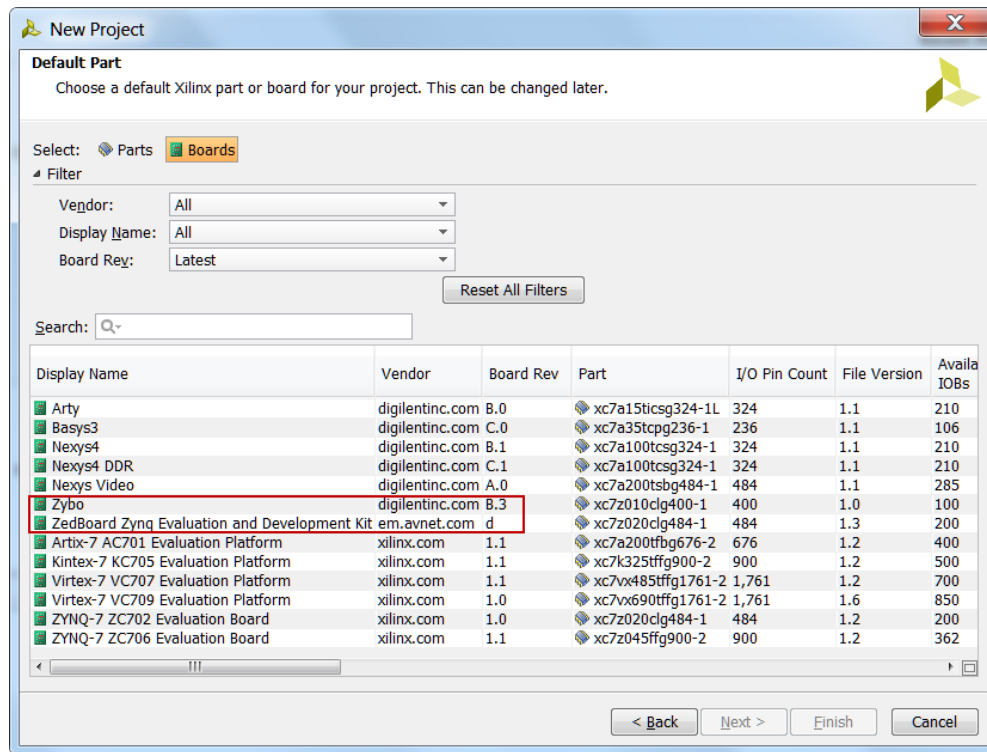 New Project
Default Part
Choose a default Xilinx part or board for your project. This can be changed later.
Select: Parts Boards
Filter
Vendor: All
Display Name: All
Board Rev: Latest
Reset All Filters
Search:
Display Name Vendor Board Rev Part I/O Pin Count File Version Availa IOBs
Arty digilentinc.com B.0 xc7a15ticsg324-1L 324 1.1 210
Basys3 digilentinc.com C.0 xc7a35tcpg236-1 236 1.1 106
Nexys4 digilentinc.com B.1 xc7a100tcsg324-1 324 1.1 210
Nexys4 DDR digilentinc.com C.1 xc7a100tcsg324-1 324 1.1 210
Nexys Video digilentinc.com A.0 xc7a200tsbg484-1 484 1.1 285
Zybo digilentinc.com B.3 xc7z010clg400-1 400 1.0 100
ZedBoard Zynq Evaluation and Development Kit em.avnet.com d xc7z020clg484-1 484 1.3 200
Artix-7 AC701 Evaluation Platform xilinx.com 1.1 xc7a200tfbg676-2 676 1.2 400
Kintex-7 KC705 Evaluation Platform xilinx.com 1.1 xc7k325tffg900-2 900 1.2 500
Virtex-7 VC707 Evaluation Platform xilinx.com 1.1 xc7vx485tffg1761-2 1,761 1.2 700
Virtex-7 VC709 Evaluation Platform xilinx.com 1.0 xc7vx690tffg1761-2 1,761 1.6 850
ZYNQ-7 ZC702 Evaluation Board xilinx.com 1.0 xc7z020clg484-1 484 1.2 200
ZYNQ-7 ZC706 Evaluation Board xilinx.com 1.1 xc7z045ffg900-2 900 1.2 362
< Back Next > Finish Cancel